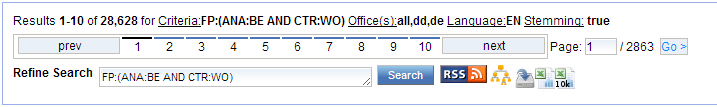 Results 1-10 of 28,628 for Criteria:FP:(ANA:BE AND CTR:WO) Office(s):all,dd,de Language:EN Stemming: true
prev 1 2 3 4 5 6 7 8 9 10 next Page: 1 / 2863 Go >
Refine Search FP:(ANA:BE AND CTR:WO) Search RSS 10k